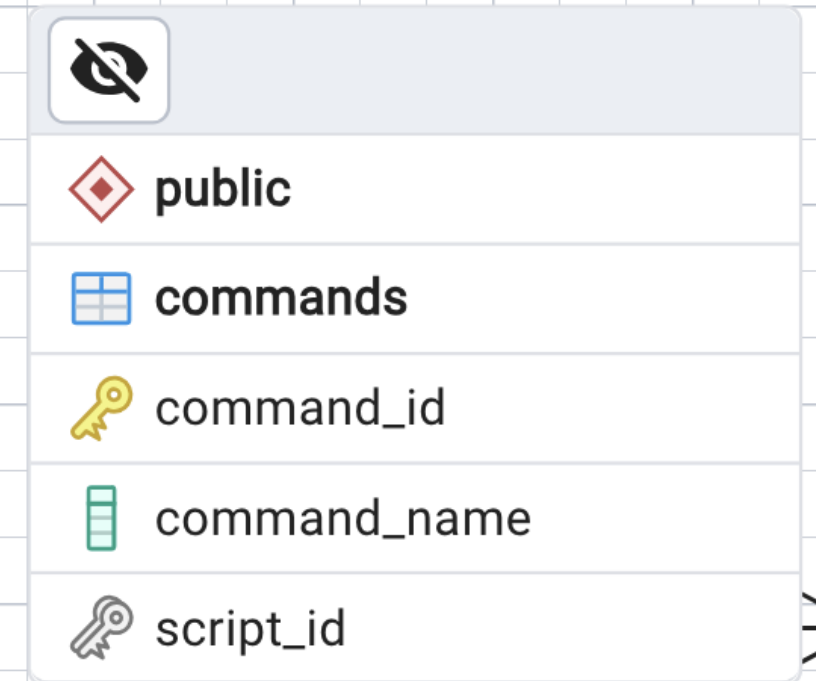 public
commands
command_id
command_name
script_id